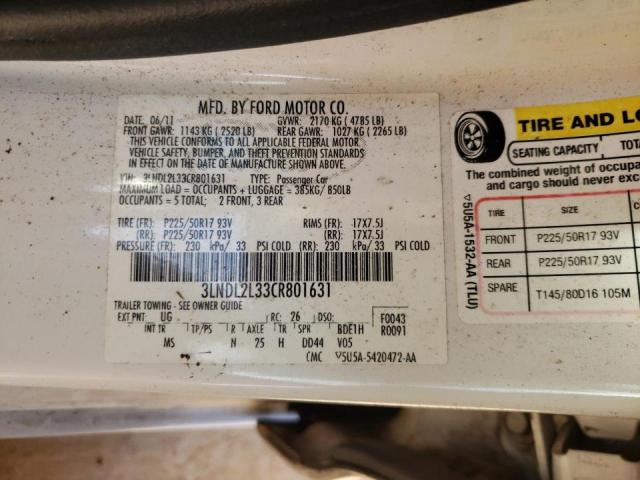 MFD. BY FORD MOTOR CO.
DATE: 06/11 GVWR: 2170 KG ( 4785 LB)
FRONT GAWR: 1143 KG ( 2520 LB) REAR GAWR: 1027 KG ( 2265 LB)
THIS VEHICLE CONFORMS TO ALL APPLICABLE FEDERAL MOTOR
VEHICLE SAFETY, BUMPER, AND THEFT PREVENTION STANDARDS
IN EFFECT ON THE DATE OF MANUFACTURE SHOWN ABOVE.
VIN: 3LNDL2L33CR801631 TYPE: Passenger Car
MAXIMUM LOAD = OCCUPANTS + LUGGAGE = 385KG/ 850LB
OCCUPANTS = 5 TOTAL; 2 FRONT, 3 REAR
TIRE (FR): P225/50R17 93V RIMS (FR): 17X7.5J
(RR): P225/50R17 93V (RR): 17X7.5J
PRESSURE (FR): 230 kPa/ 33 PSI COLD (RR): 230 kPa/ 33 PSI COLD
3LNDL2L33CR801631
TRAILER TOWING - SEE OWNER GUIDE
EXT PNT: UG RC: 26 DSO: F0043
INT TR TP/PS R AXLE TR SPR BDE1H R0091
MS N 25 H DD44 V05
CMC 5U5A-5420472-AA
5U5A-1532-AA (TLU)
TIRE AND LO
SEATING CAPACITY TOTA
The combined weight of occupa
and cargo should never exc
TIRE SIZE
FRONT P225/50R17 93V
REAR P225/50R17 93V
SPARE T145/80D16 105M